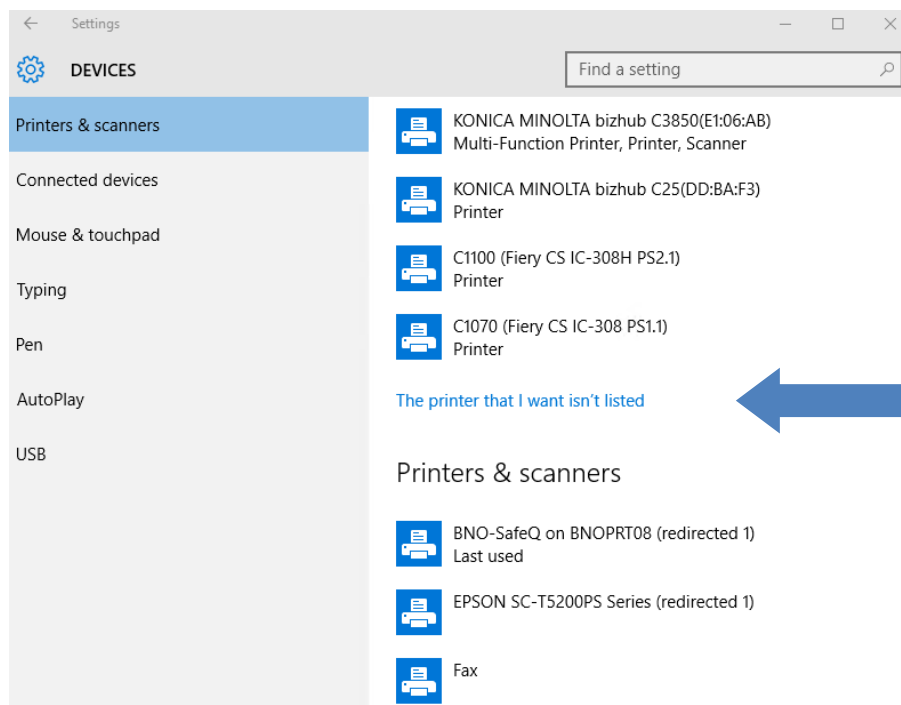 Settings
DEVICES
Find a setting
Printers & scanners
Connected devices
Mouse & touchpad
Typing
Pen
AutoPlay
USB
KONICA MINOLTA bizhub C3850(E1:06:AB)
Multi-Function Printer, Printer, Scanner
KONICA MINOLTA bizhub C25(DD:BA:F3)
Printer
C1100 (Fiery CS IC-308H PS2.1)
Printer
C1070 (Fiery CS IC-308 PS1.1)
Printer
The printer that I want isn't listed
Printers & scanners
BNO-SafeQ on BNOPRT08 (redirected 1)
Last used
EPSON SC-T5200PS Series (redirected 1)
Fax